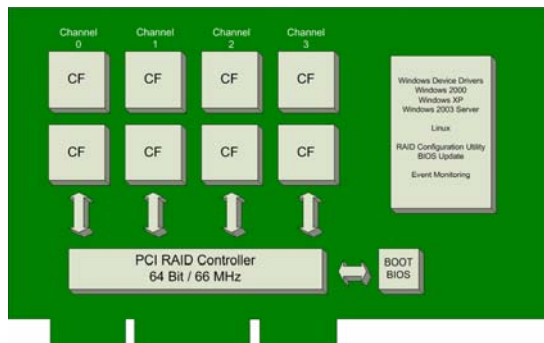 Channel 0
Channel 1
Channel 2
Channel 3
CF CF CF CF
CF CF CF CF
Windows Device Drivers
Windows 2000
Windows XP
Windows 2003 Server
Linux
RAID Configuration Utility
BIOS Update
Event Monitoring
PCI RAID Controller
64 Bit / 66 MHz
BOOT
BIOS